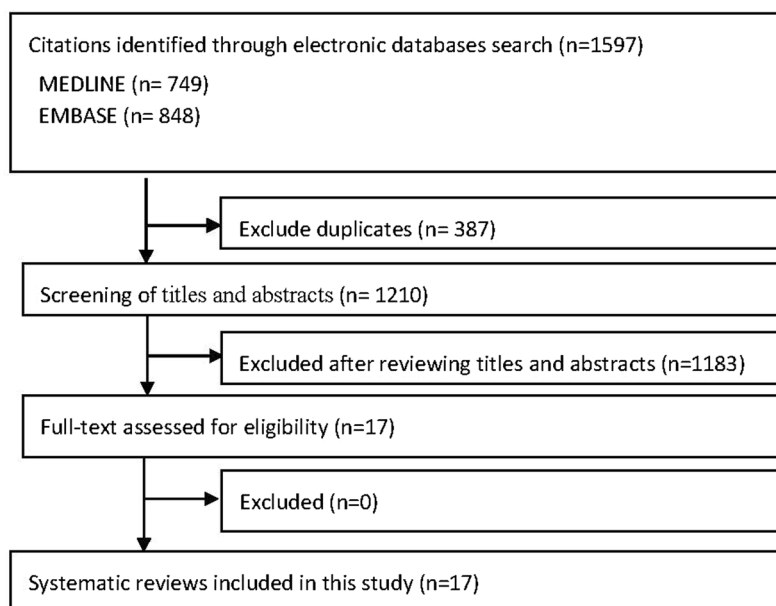 Citations identified through electronic databases search (n=1597)
MEDLINE (n= 749)
EMBASE (n= 848)
Exclude duplicates (n= 387)
Screening of titles and abstracts (n= 1210)
Excluded after reviewing titles and abstracts (n=1183)
Full-text assessed for eligibility (n=17)
Excluded (n=0)
Systematic reviews included in this study (n=17)